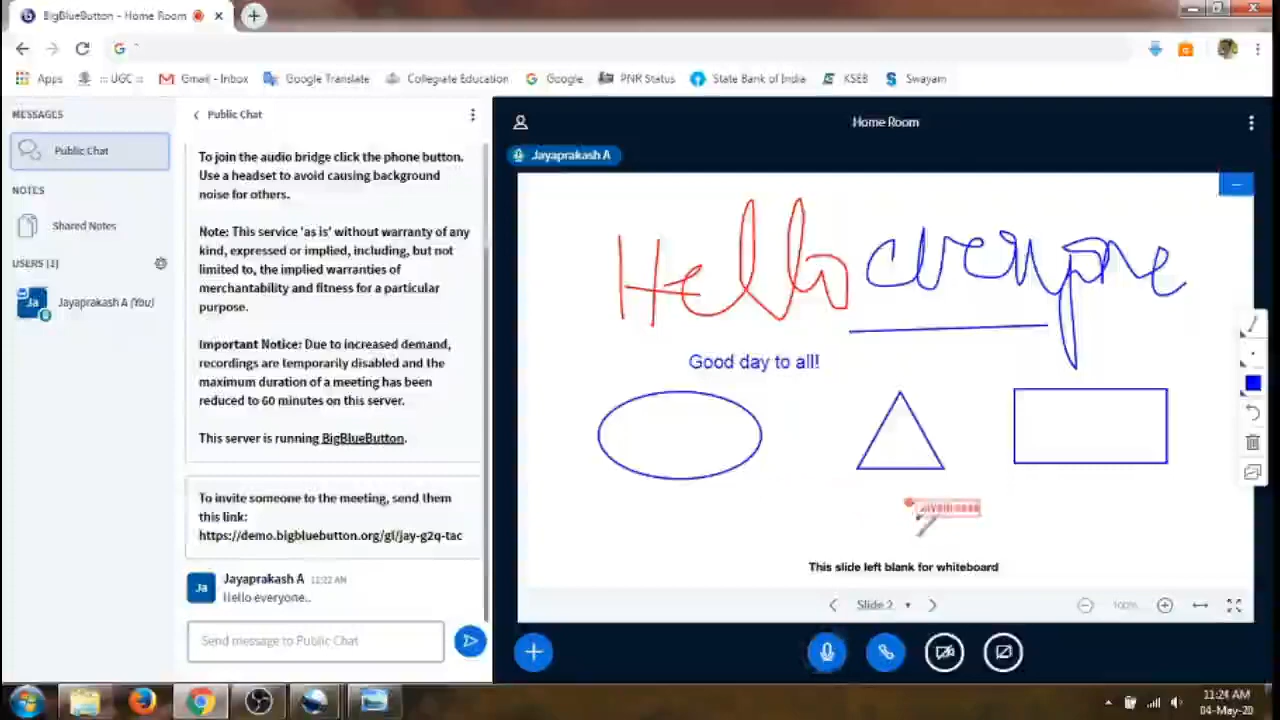 BigBlueButton - Home Room
Apps
::: UGC ::
Gmail - Inbox
Google Translate
Collegiate Education
Google
PNR Status
State Bank of India
KSEB
Swayam
MESSAGES
Public Chat
NOTES
Shared Notes
USERS (1)
Ja
Jayaprakash A (You)
Public Chat
To join the audio bridge click the phone button.
Use a headset to avoid causing background
noise for others.
Note: This service 'as is' without warranty of any
kind, expressed or implied, including, but not
limited to, the implied warranties of
merchantability and fitness for a particular
purpose.
Important Notice: Due to increased demand,
recordings are temporarily disabled and the
maximum duration of a meeting has been
reduced to 60 minutes on this server.
This server is running BigBlueButton.
To invite someone to the meeting, send them
this link:
https://demo.bigbluebutton.org/gl/jay-g2q-tac
Ja
Jayaprakash A 11:22 AM
Hello everyone..
Send message to Public Chat
Home Room
Jayaprakash A
Hello everyone
Good day to all!
This slide left blank for whiteboard
Slide 2
100%
11:24 AM
04-May-20